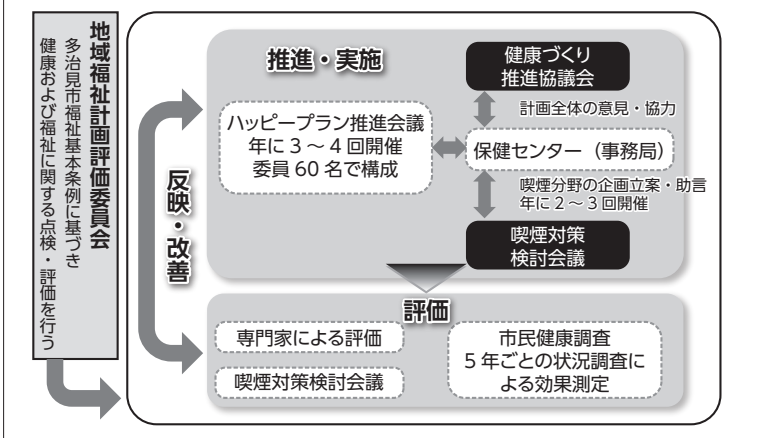 地域福祉計画評価委員会
多治見市福祉基本条例に基づき
健康および福祉に関する点検・評価を行う
推進・実施
健康づくり
推進協議会
計画全体の意見・協力
ハッピープラン推進会議
年に３～４回開催
委員 60 名で構成
保健センター（事務局）
喫煙分野の企画立案・助言
年に２～３回開催
喫煙対策
検討会議
反映・改善
評価
専門家による評価
喫煙対策検討会議
市民健康調査
５年ごとの状況調査に
よる効果測定